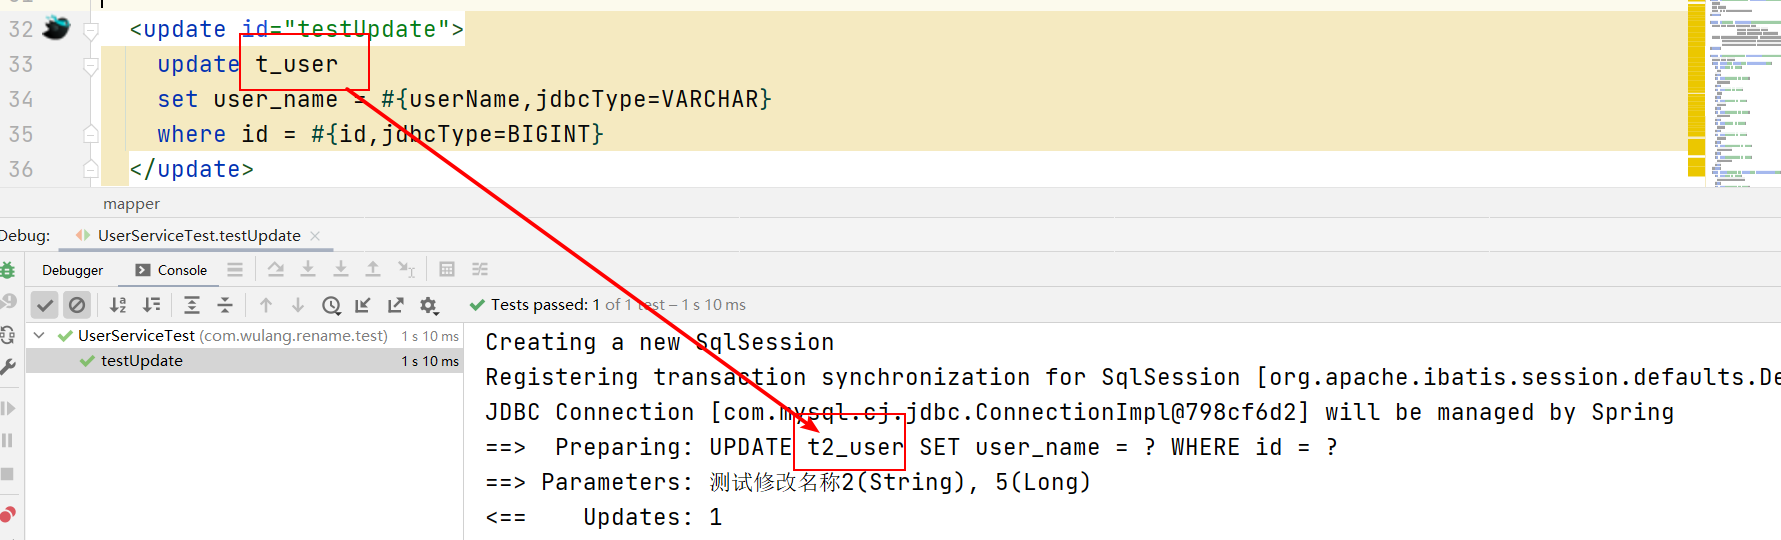 32 <update id="testUpdate">
33 update t_user
34 set user_name = #{userName,jdbcType=VARCHAR}
35 where id = #{id,jdbcType=BIGINT}
36 </update>
mapper
Debug: UserServiceTest.testUpdate
Debugger Console
Tests passed: 1 of 1 test – 1 s 10 ms
UserServiceTest (com.wulang.rename.test) 1 s 10 ms
testUpdate 1 s 10 ms
Creating a new SqlSession
Registering transaction synchronization for SqlSession [org.apache.ibatis.session.defaults.De
JDBC Connection [com.mysql.cj.jdbc.ConnectionImpl@798cf6d2] will be managed by Spring
==> Preparing: UPDATE t2_user SET user_name = ? WHERE id = ?
==> Parameters: 测试修改名称2(String), 5(Long)
<== Updates: 1